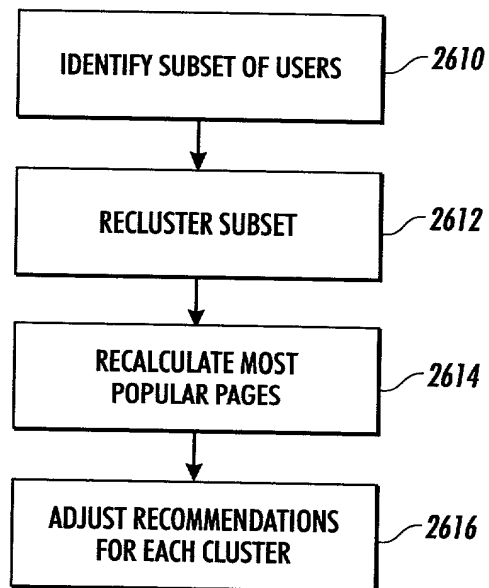 IDENTIFY SUBSET OF USERS
2610
RECLUSTER SUBSET
2612
RECALCULATE MOST
POPULAR PAGES
2614
ADJUST RECOMMENDATIONS
FOR EACH CLUSTER
2616